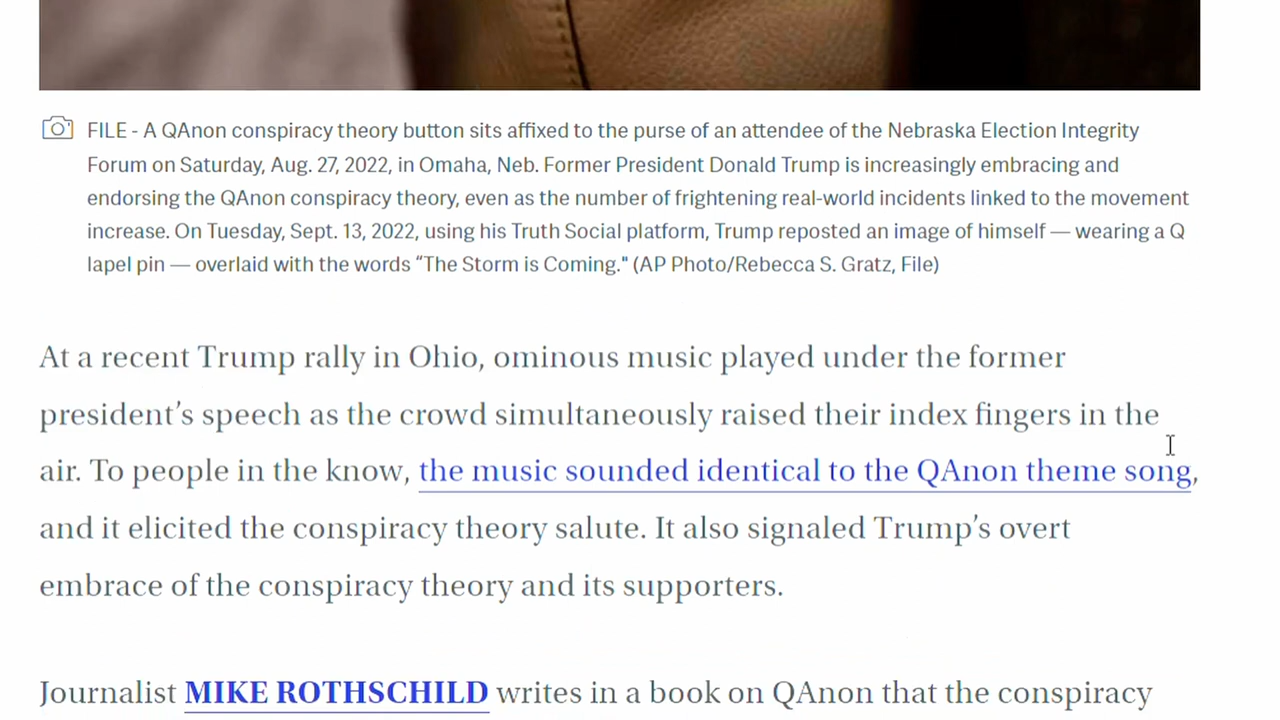 FILE - A QAnon conspiracy theory button sits affixed to the purse of an attendee of the Nebraska Election Integrity
Forum on Saturday, Aug. 27, 2022, in Omaha, Neb. Former President Donald Trump is increasingly embracing and
endorsing the QAnon conspiracy theory, even as the number of frightening real-world incidents linked to the movement
increase. On Tuesday, Sept. 13, 2022, using his Truth Social platform, Trump reposted an image of himself — wearing a Q
lapel pin — overlaid with the words “The Storm is Coming." (AP Photo/Rebecca S. Gratz, File)
At a recent Trump rally in Ohio, ominous music played under the former
president’s speech as the crowd simultaneously raised their index fingers in the
air. To people in the know, the music sounded identical to the QAnon theme song,
and it elicited the conspiracy theory salute. It also signaled Trump’s overt
embrace of the conspiracy theory and its supporters.
Journalist MIKE ROTHSCHILD writes in a book on QAnon that the conspiracy